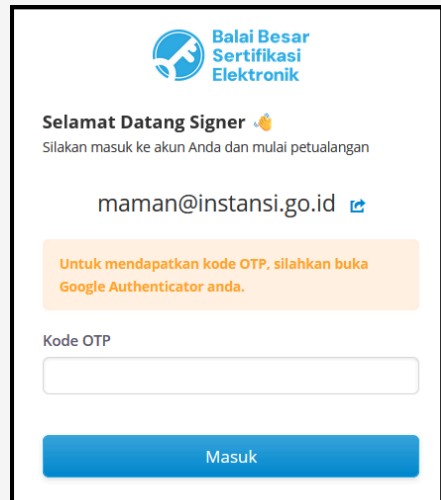 Balai Besar
Sertifikasi
Elektronik
Selamat Datang Signer 👋
Silakan masuk ke akun Anda dan mulai petualangan
maman@instansi.go.id
Untuk mendapatkan kode OTP, silahkan buka
Google Authenticator anda.
Kode OTP
Masuk